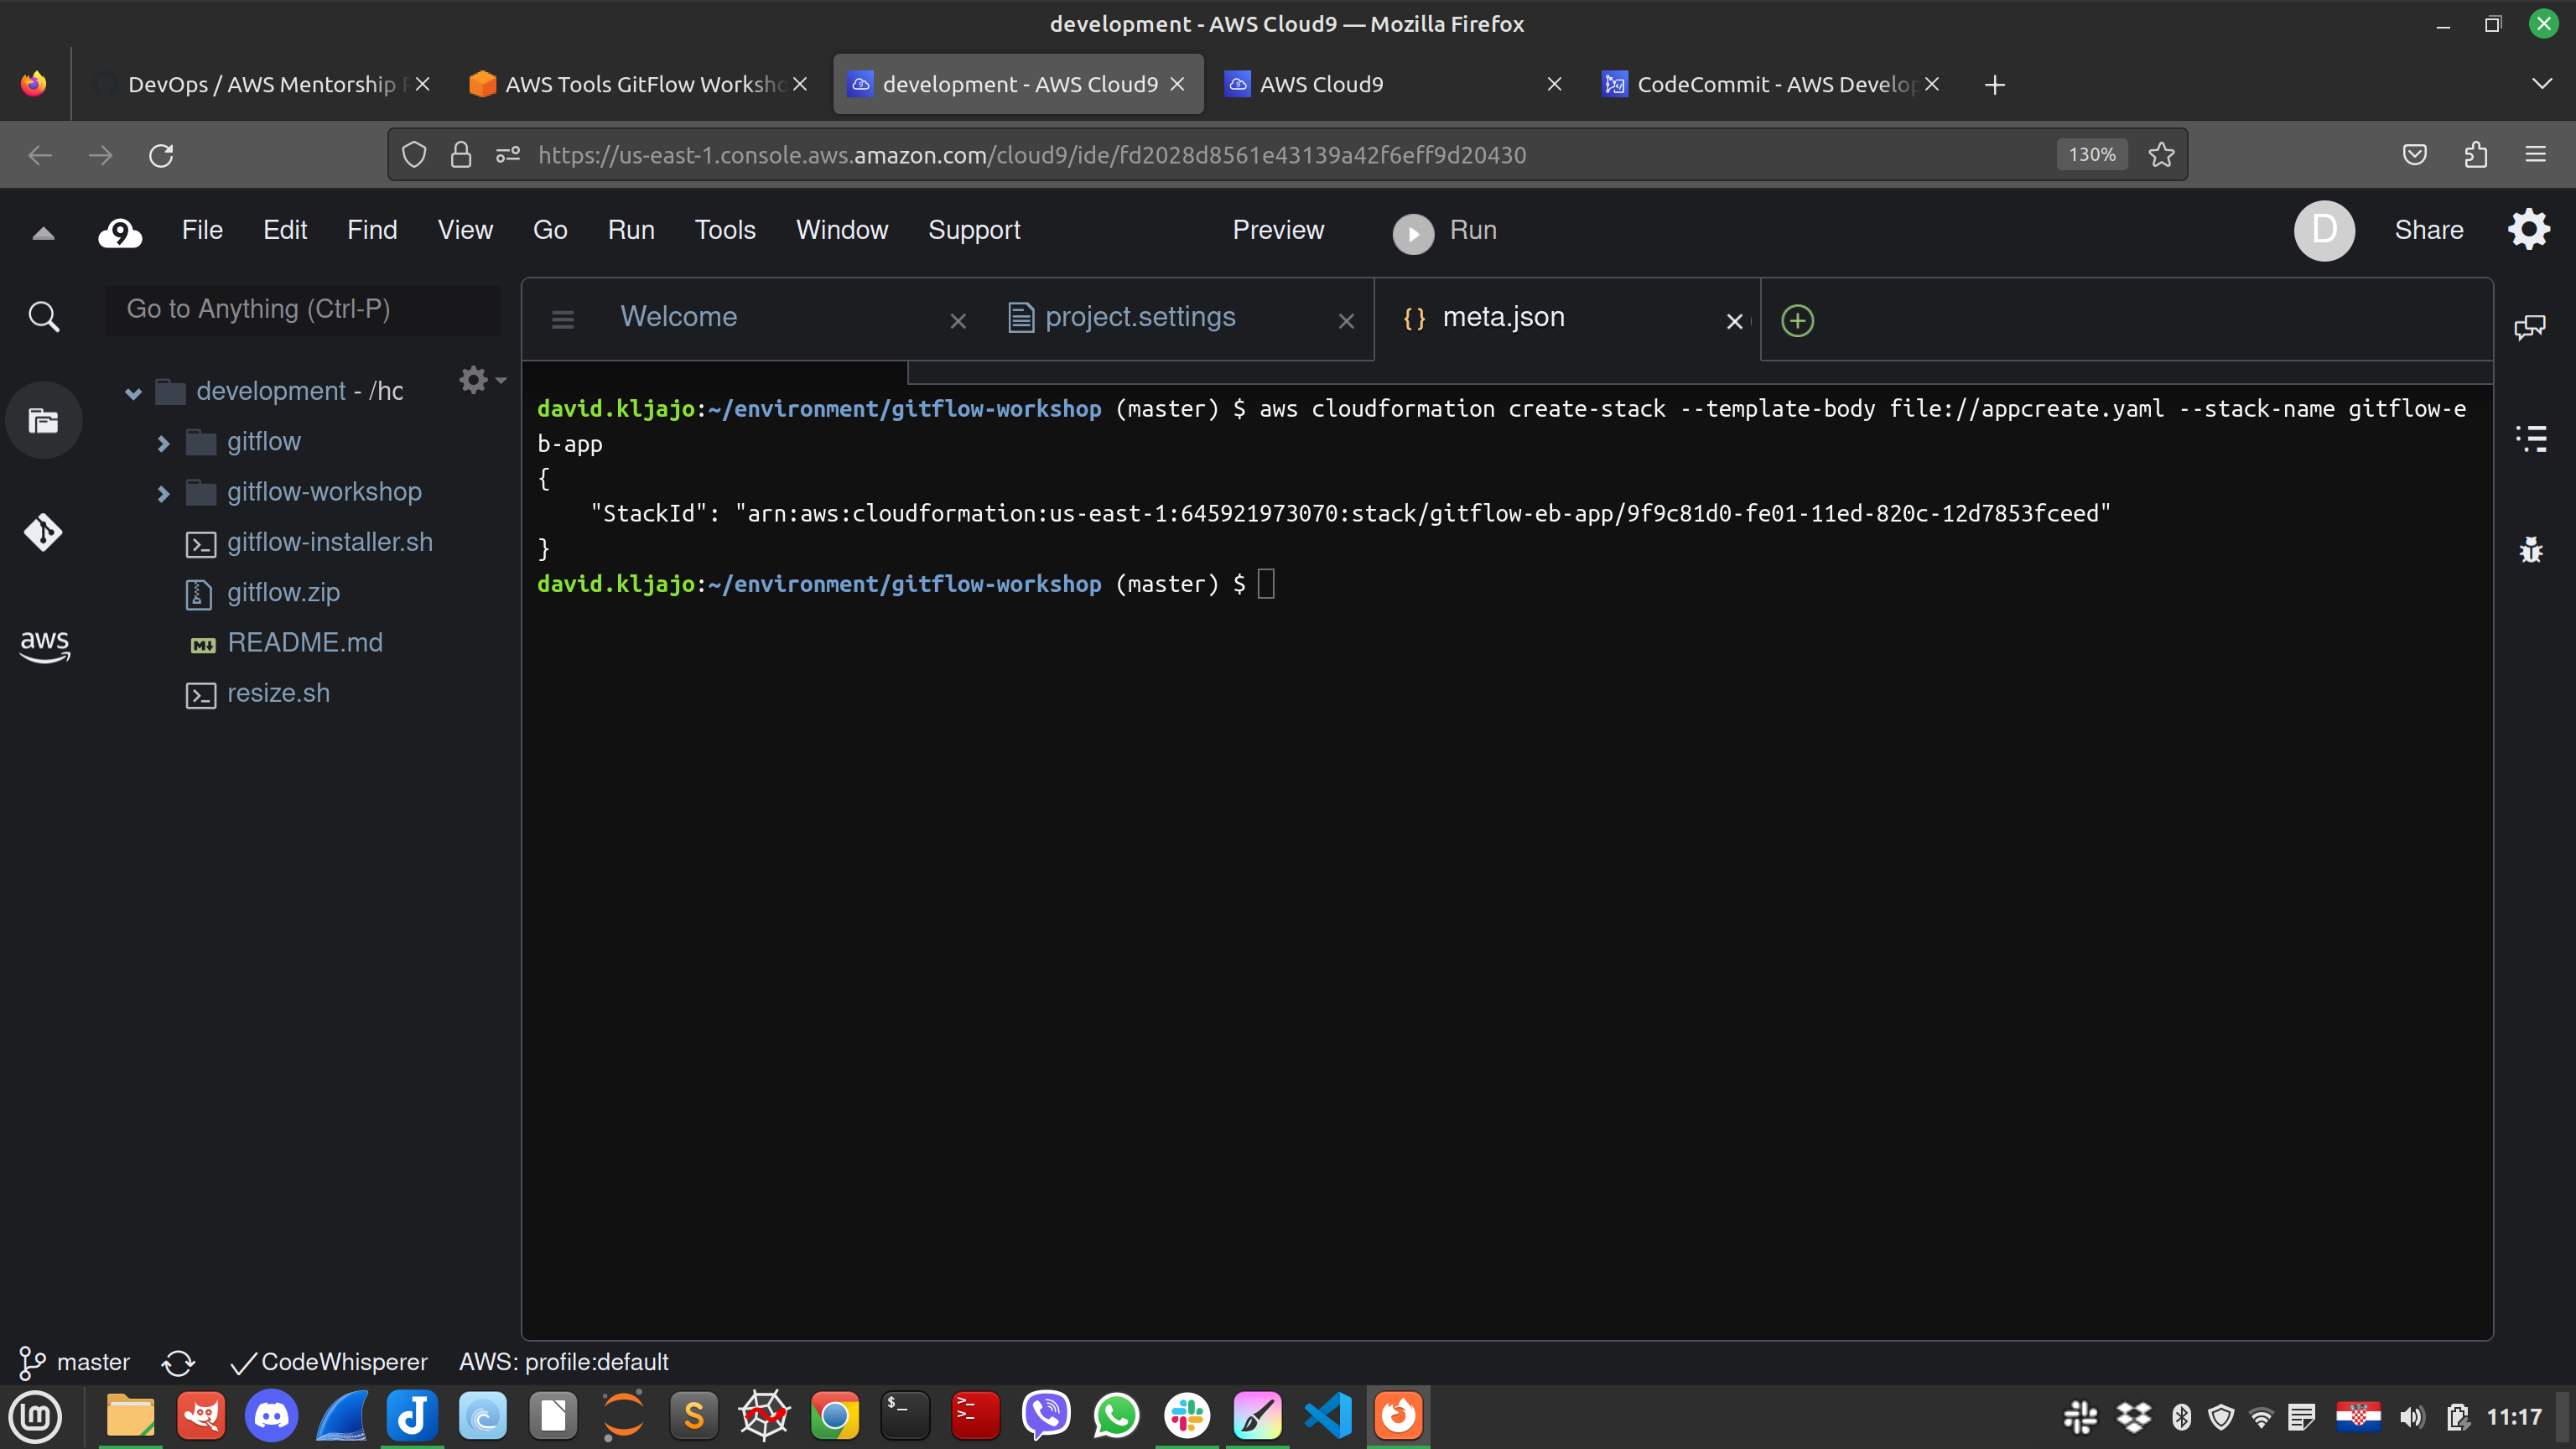 development - AWS Cloud9 — Mozilla Firefox
DevOps / AWS Mentorship
AWS Tools GitFlow Worksho
development - AWS Cloud9
AWS Cloud9
CodeCommit - AWS Develop
https://us-east-1.console.aws.amazon.com/cloud9/ide/fd2028d8561e43139a42f6eff9d20430
130%
9 File Edit Find View Go Run Tools Window Support Preview Run D Share
Go to Anything (Ctrl-P)
Welcome
project.settings
{ } meta.json
development - /hc
gitflow
gitflow-workshop
gitflow-installer.sh
gitflow.zip
README.md
resize.sh
aws
david.kljajo:~/environment/gitflow-workshop (master) $ aws cloudformation create-stack --template-body file://appcreate.yaml --stack-name gitflow-e
b-app
{
    "StackId": "arn:aws:cloudformation:us-east-1:645921973070:stack/gitflow-eb-app/9f9c81d0-fe01-11ed-820c-12d7853fceed"
}
david.kljajo:~/environment/gitflow-workshop (master) $
master
CodeWhisperer
AWS: profile:default
11:17